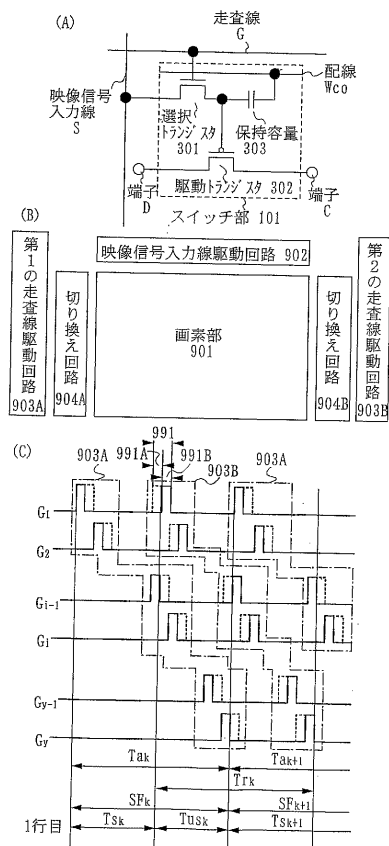 (A)
走査線
G
配線
Wco
映像信号
入力線
S
選択
トランジスタ
301
保持容量
303
駆動トランジスタ 302
端子
D
端子
C
スイッチ部 101
(B)
第1の走査線駆動回路
903A
切り換え回路
904A
映像信号入力線駆動回路 902
画素部
901
切り換え回路
904B
第2の走査線駆動回路
903B
(C)
991
991A
991B
903A
903B
903A
G1
G2
Gi-1
Gi
Gy-1
Gy
Tak
Tak+1
Trk
SFk
SFk+1
1行目
Tsk
Tusk
Tsk+1